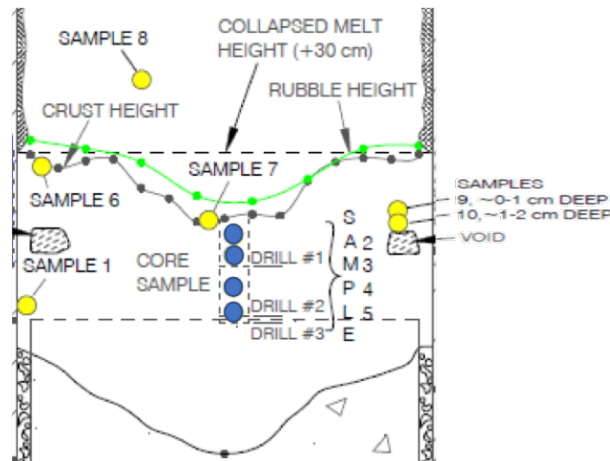 SAMPLE 8
COLLAPSED MELT
HEIGHT (+30 cm)
CRUST HEIGHT
RUBBLE HEIGHT
SAMPLE 7
SAMPLE 6
SAMPLES
9, ~0-1 cm DEEP
10, ~1-2 cm DEEP
VOID
SAMPLE 1
CORE
SAMPLE
DRILL #1
DRILL #2
DRILL #3
S
A 2
M 3
P 4
L 5
E